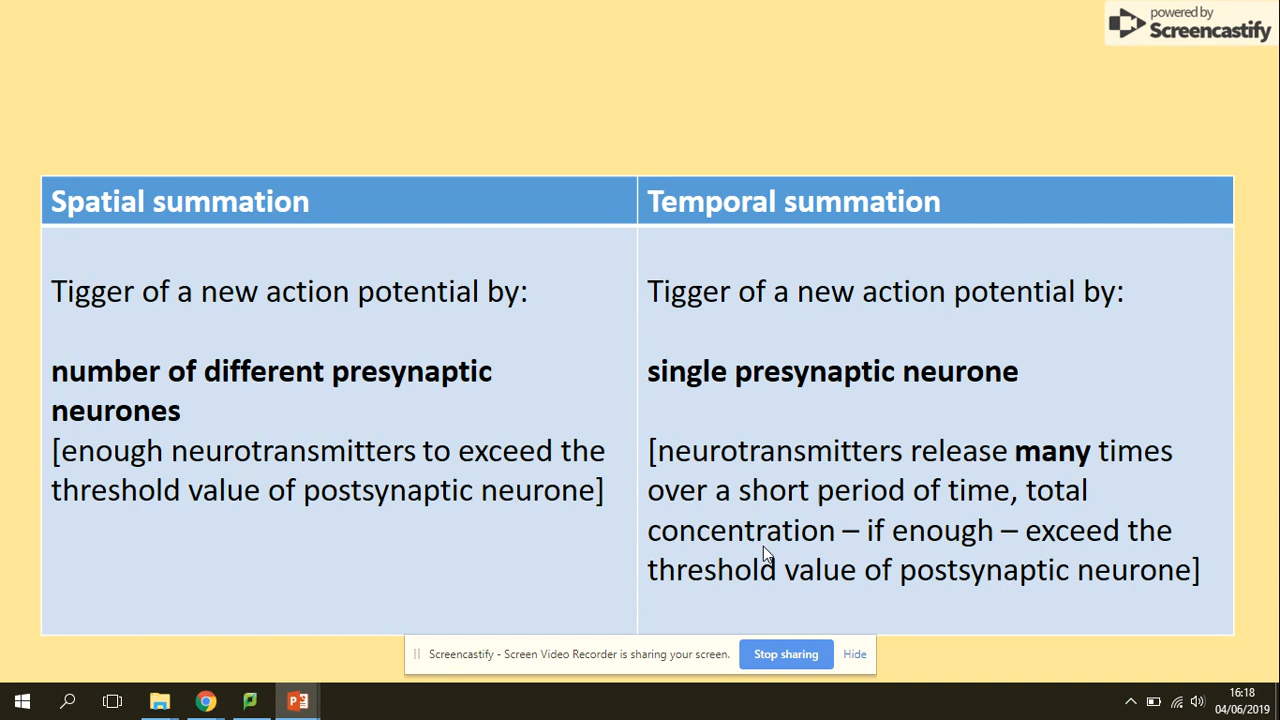 powered by
Screencastify
Spatial summation
Temporal summation
Tigger of a new action potential by:
number of different presynaptic
neurones
[enough neurotransmitters to exceed the
threshold value of postsynaptic neurone]
Tigger of a new action potential by:
single presynaptic neurone
[neurotransmitters release many times
over a short period of time, total
concentration – if enough – exceed the
threshold value of postsynaptic neurone]
Screencastify - Screen Video Recorder is sharing your screen.
Stop sharing
Hide
16:18
04/06/2019